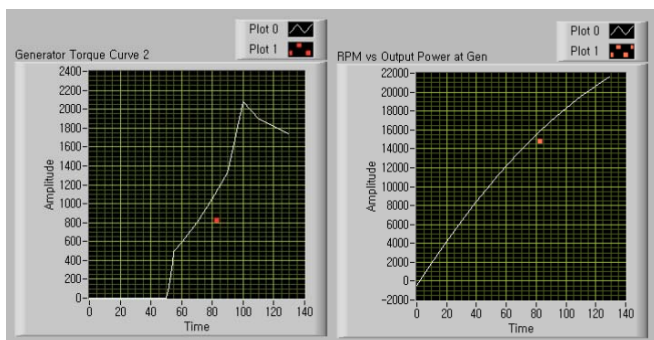 Plot 0
Plot 1
Generator Torque Curve 2
2400
2200
2000
1800
1600
1400
1200
1000
800
600
400
200
0
Amplitude
0 20 40 60 80 100 120 140
Time
Plot 0
Plot 1
RPM vs Output Power at Gen
22000
20000
18000
16000
14000
12000
10000
8000
6000
4000
2000
0
-2000
Amplitude
0 20 40 60 80 100 120 140
Time